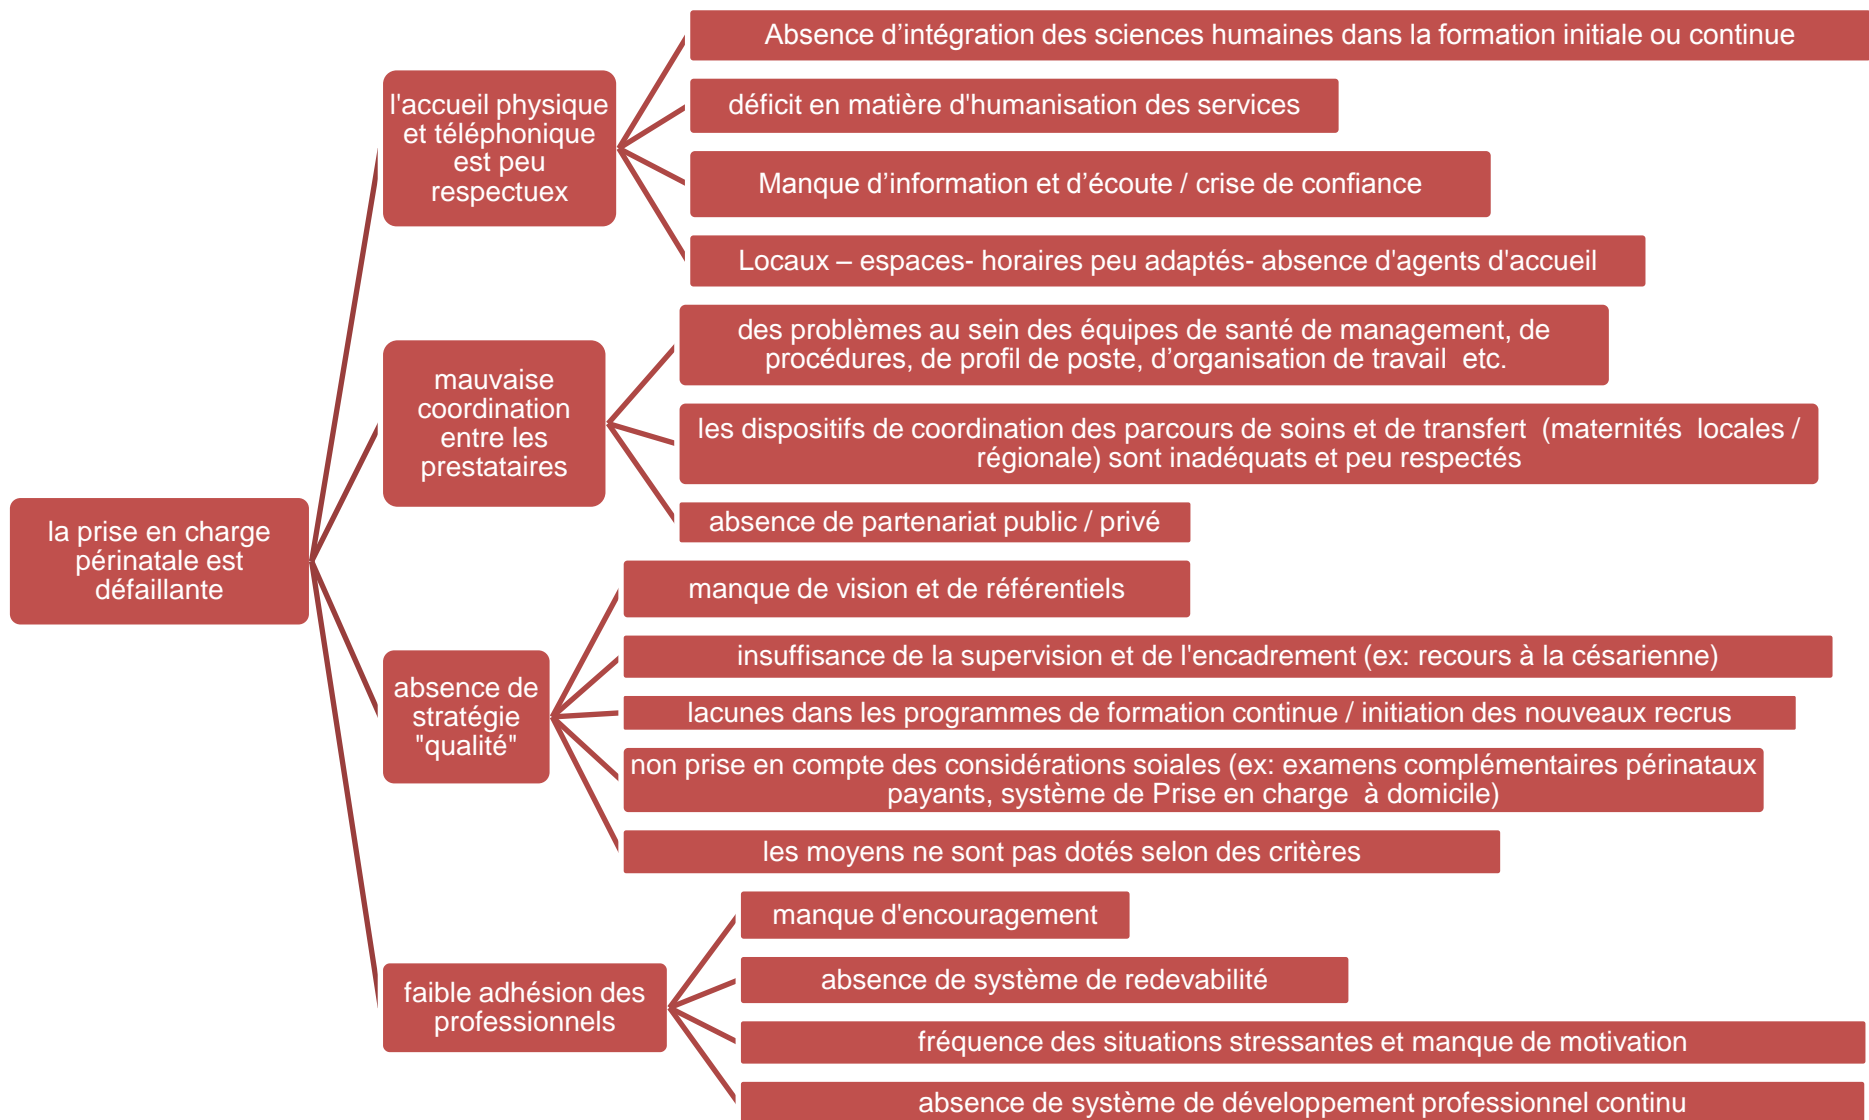 la prise en charge
périnatale est
défaillante
l'accueil physique
et téléphonique
est peu
respectuex
Absence d’intégration des sciences humaines dans la formation initiale ou continue
déficit en matière d'humanisation des services
Manque d’information et d’écoute / crise de confiance
Locaux – espaces- horaires peu adaptés- absence d'agents d'accueil
mauvaise
coordination
entre les
prestataires
des problèmes au sein des équipes de santé de management, de
procédures, de profil de poste, d’organisation de travail  etc.
les dispositifs de coordination des parcours de soins et de transfert  (maternités  locales /
régionale) sont inadéquats et peu respectés
absence de partenariat public / privé
absence de
stratégie
"qualité"
manque de vision et de référentiels
insuffisance de la supervision et de l'encadrement (ex: recours à la césarienne)
lacunes dans les programmes de formation continue / initiation des nouveaux recrus
non prise en compte des considérations soiales (ex: examens complémentaires périnataux
payants, système de Prise en charge  à domicile)
les moyens ne sont pas dotés selon des critères
faible adhésion des
professionnels
manque d'encouragement
absence de système de redevabilité
fréquence des situations stressantes et manque de motivation
absence de système de développement professionnel continu